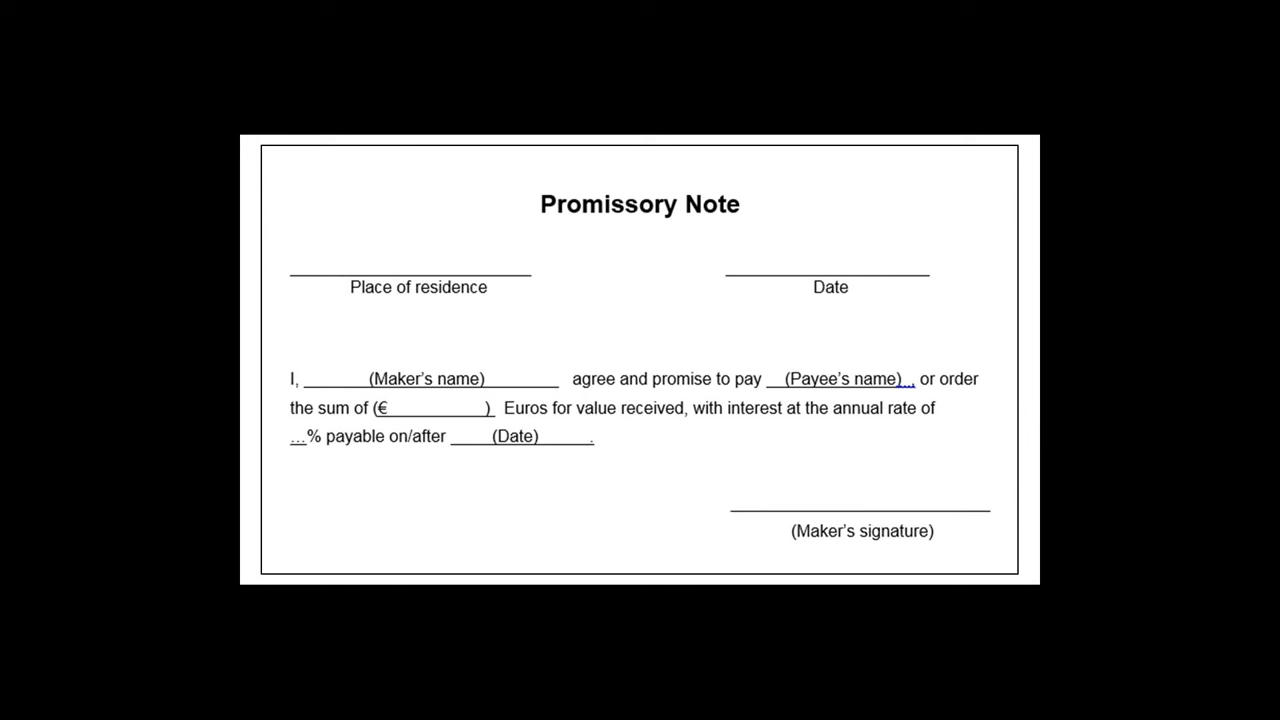 Promissory Note
Place of residence Date
I, (Maker’s name) agree and promise to pay (Payee’s name)..., or order
the sum of (€ ) Euros for value received, with interest at the annual rate of
...% payable on/after (Date) .
(Maker’s signature)